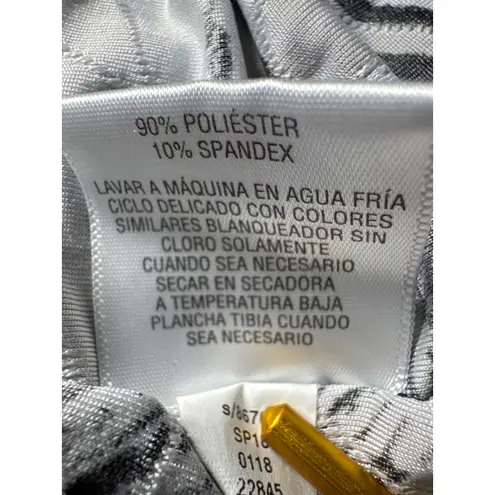 90% POLIÉSTER
10% SPANDEX
LAVAR A MÁQUINA EN AGUA FRÍA
CICLO DELICADO CON COLORES
SIMILARES BLANQUEADOR SIN
CLORO SOLAMENTE
CUANDO SEA NECESARIO
SECAR EN SECADORA
A TEMPERATURA BAJA
PLANCHA TIBIA CUANDO
SEA NECESARIO
0118
22845